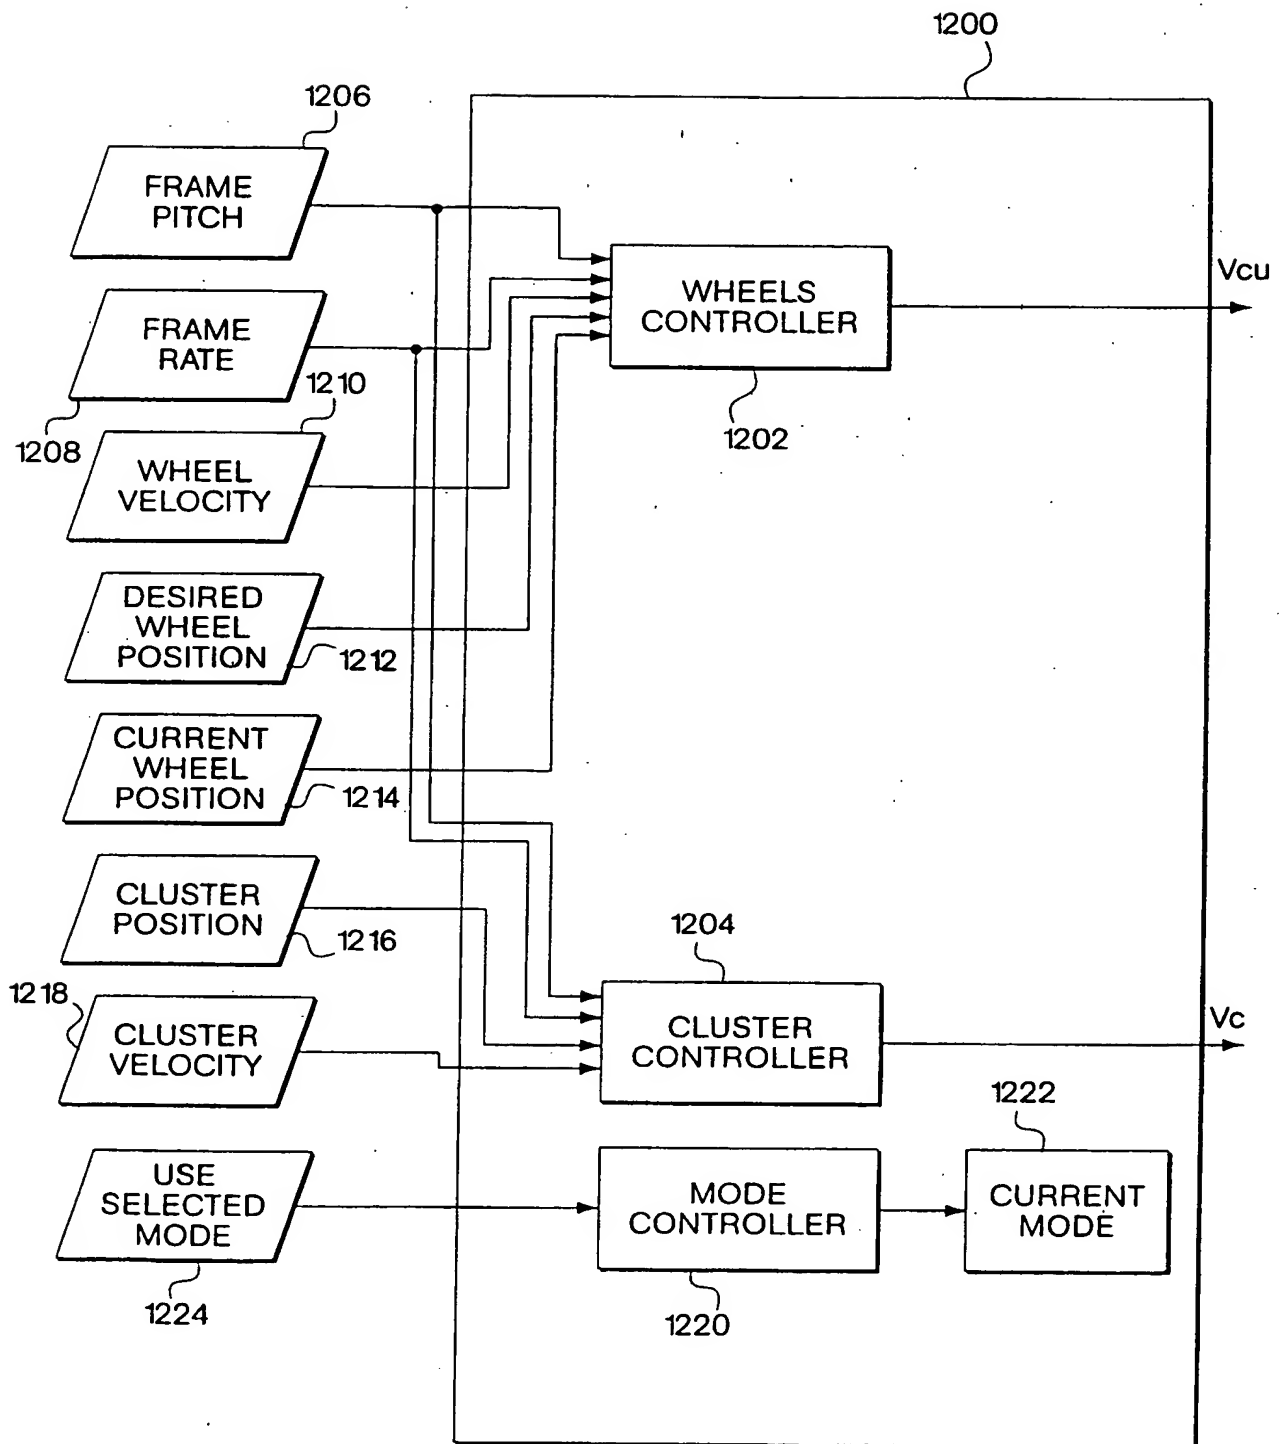 1200
1206
FRAME
PITCH
Vcu
WHEELS
CONTROLLER
FRAME
RATE
1210
1208
1202
WHEEL
VELOCITY
DESIRED
WHEEL
POSITION
1212
CURRENT
WHEEL
POSITION
1214
CLUSTER
POSITION
1216
1204
1218
CLUSTER
VELOCITY
CLUSTER
CONTROLLER
Vc
1222
USE
SELECTED
MODE
MODE
CONTROLLER
CURRENT
MODE
1224
1220